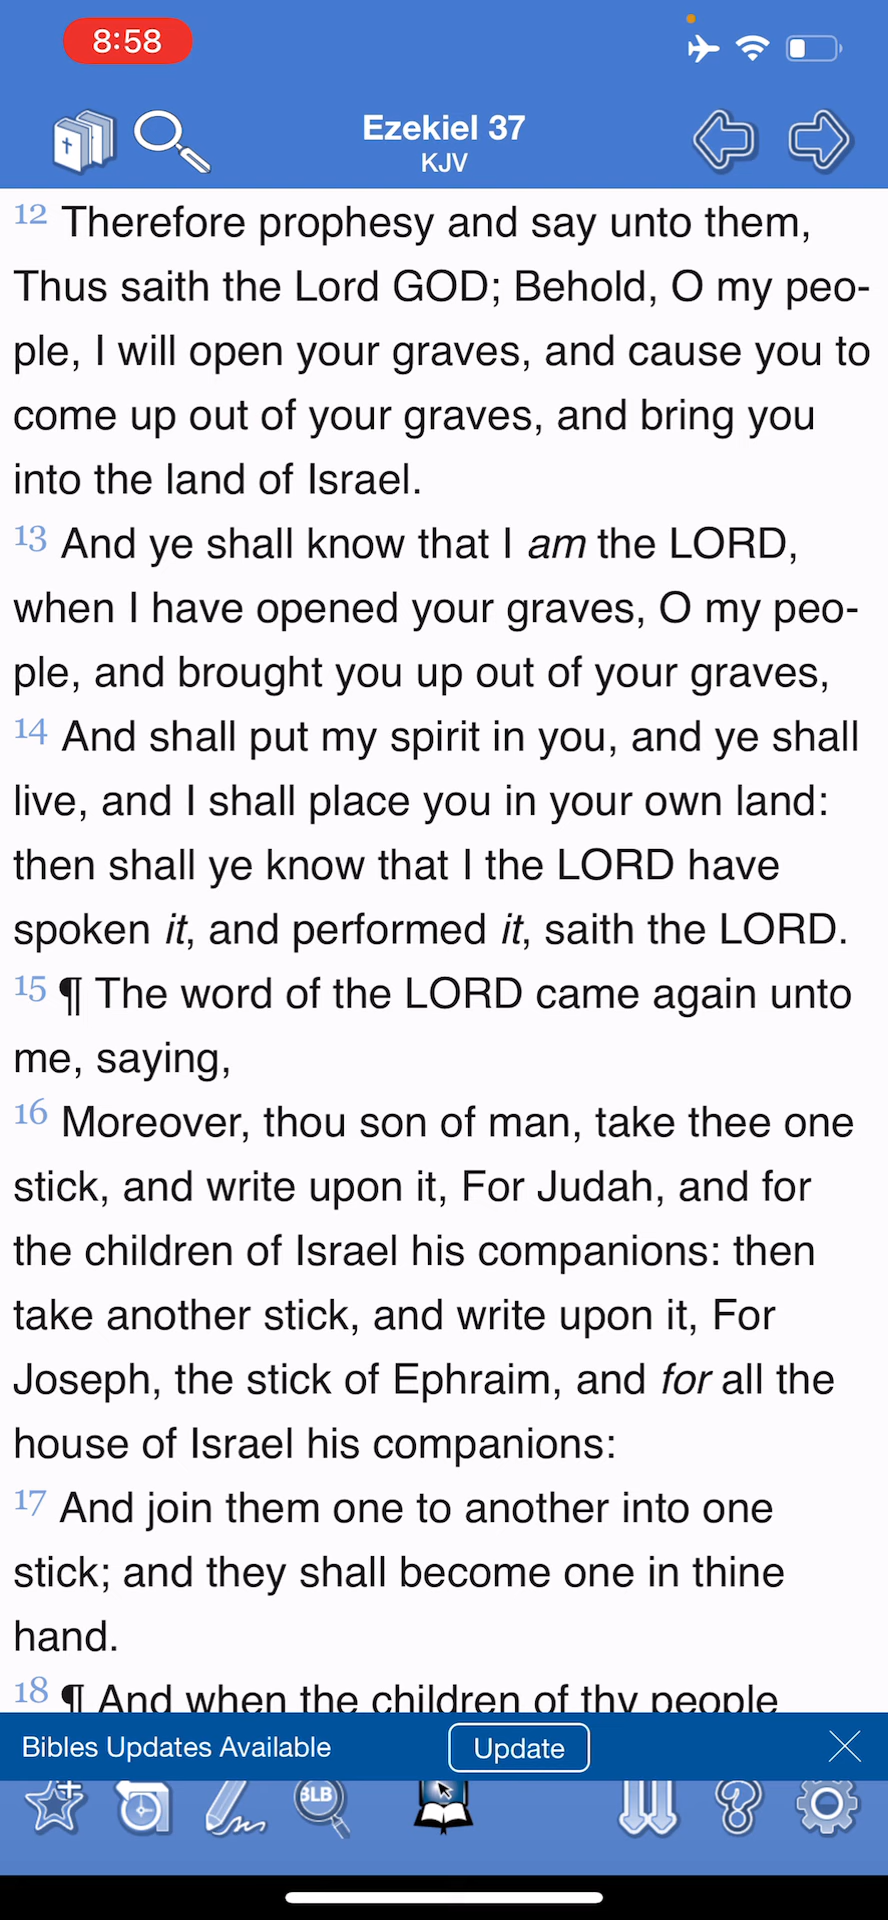 8:58
Ezekiel 37
KJV
12 Therefore prophesy and say unto them,
Thus saith the Lord GOD; Behold, O my peo-
ple, I will open your graves, and cause you to
come up out of your graves, and bring you
into the land of Israel.
13 And ye shall know that I am the LORD,
when I have opened your graves, O my peo-
ple, and brought you up out of your graves,
14 And shall put my spirit in you, and ye shall
live, and I shall place you in your own land:
then shall ye know that I the LORD have
spoken it, and performed it, saith the LORD.
15 ¶ The word of the LORD came again unto
me, saying,
16 Moreover, thou son of man, take thee one
stick, and write upon it, For Judah, and for
the children of Israel his companions: then
take another stick, and write upon it, For
Joseph, the stick of Ephraim, and for all the
house of Israel his companions:
17 And join them one to another into one
stick; and they shall become one in thine
hand.
18 ¶ And when the children of thy people
Bibles Updates Available
Update
BLB